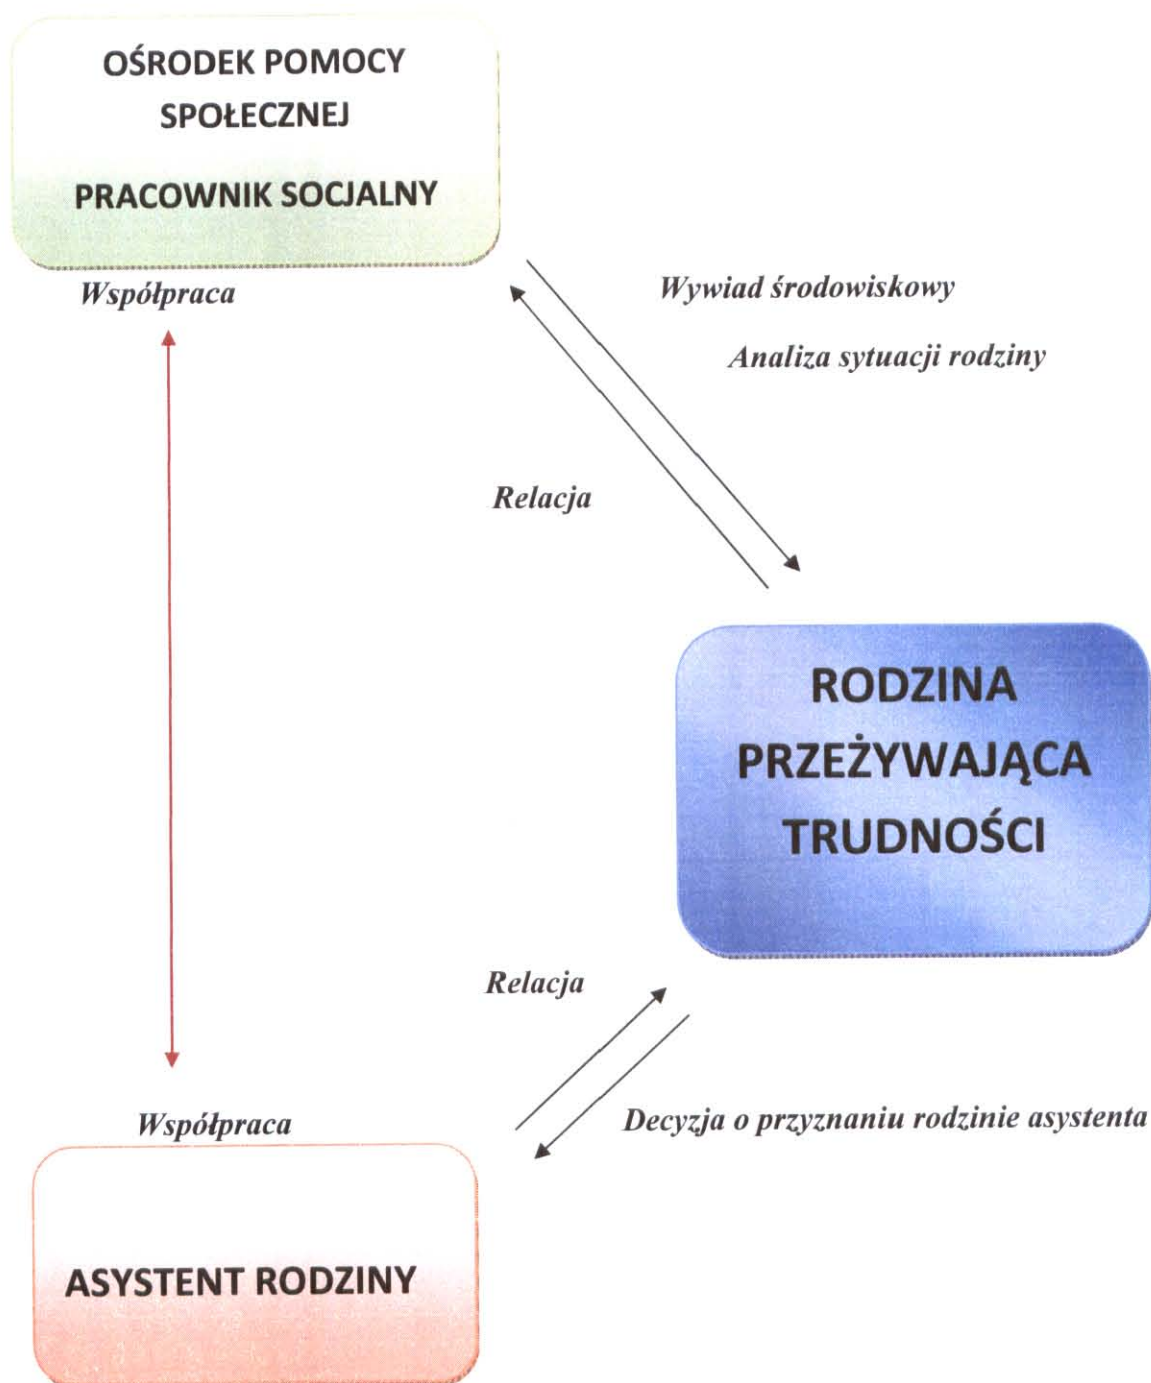 OŚRODEK POMOCY
SPOŁECZNEJ
PRACOWNIK SOCJALNY
Współpraca
Wywiad środowiskowy
Analiza sytuacji rodziny
Relacja
RODZINA
PRZEŻYWAJĄCA
TRUDNOŚCI
Relacja
Współpraca
Decyzja o przyznaniu rodzinie asystenta
ASYSTENT RODZINY